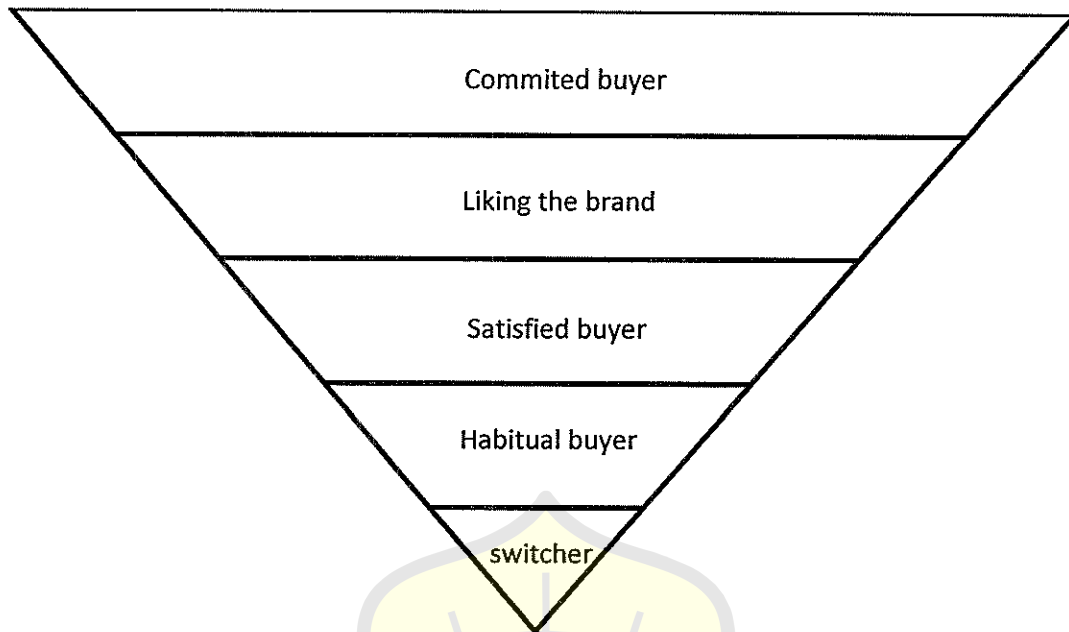 Commited buyer
Liking the brand
Satisfied buyer
Habitual buyer
switcher